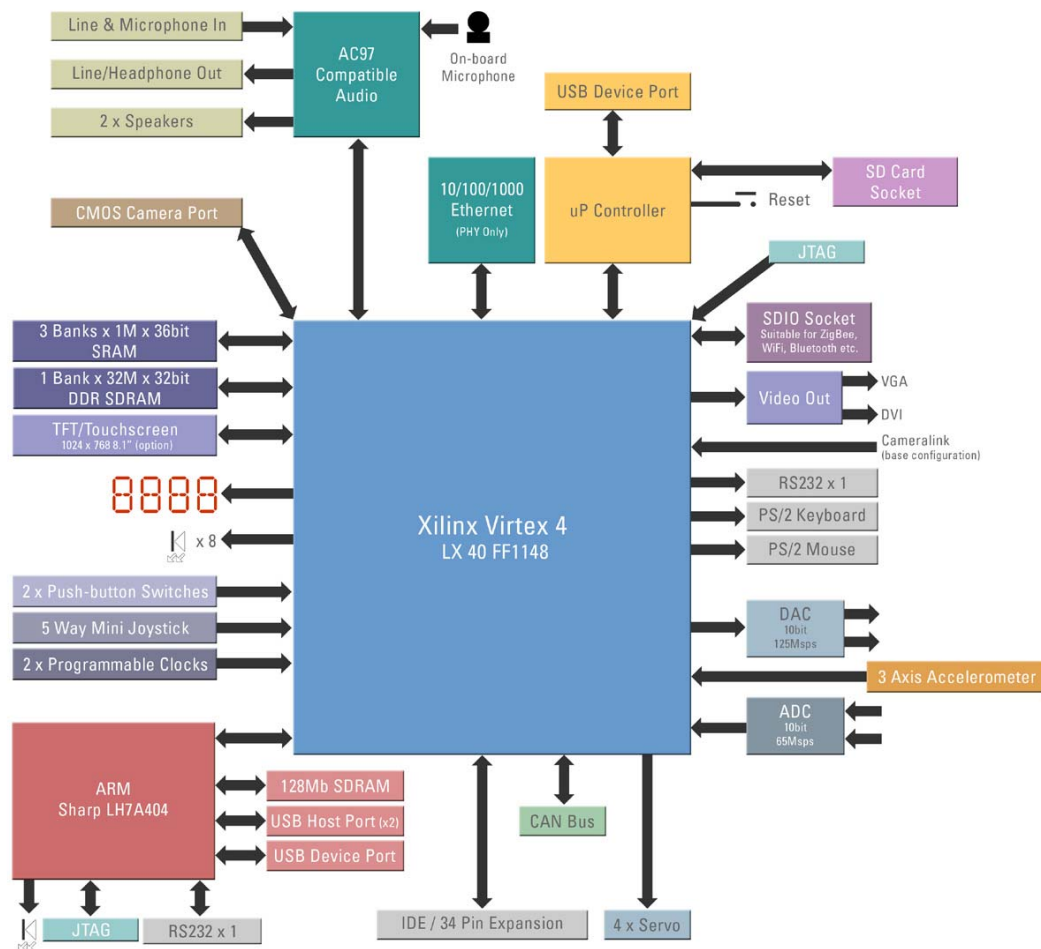 Line & Microphone In
Line/Headphone Out
2 x Speakers
AC97
Compatible
Audio
On-board
Microphone
USB Device Port
10/100/1000
Ethernet
(PHY Only)
uP Controller
SD Card
Socket
Reset
CMOS Camera Port
JTAG
3 Banks x 1M x 36bit
SRAM
1 Bank x 32M x 32bit
DDR SDRAM
TFT/Touchscreen
1024 x 768 8.1" (option)
8888
x 8
2 x Push-button Switches
5 Way Mini Joystick
2 x Programmable Clocks
Xilinx Virtex 4
LX 40 FF1148
SDIO Socket
Suitable for ZigBee,
WiFi, Bluetooth etc.
Video Out
VGA
DVI
Cameralink
(base configuration)
RS232 x 1
PS/2 Keyboard
PS/2 Mouse
DAC
10bit
125Msps
3 Axis Accelerometer
ADC
10bit
65Msps
ARM
Sharp LH7A404
128Mb SDRAM
USB Host Port (x2)
USB Device Port
CAN Bus
JTAG
RS232 x 1
IDE / 34 Pin Expansion
4 x Servo